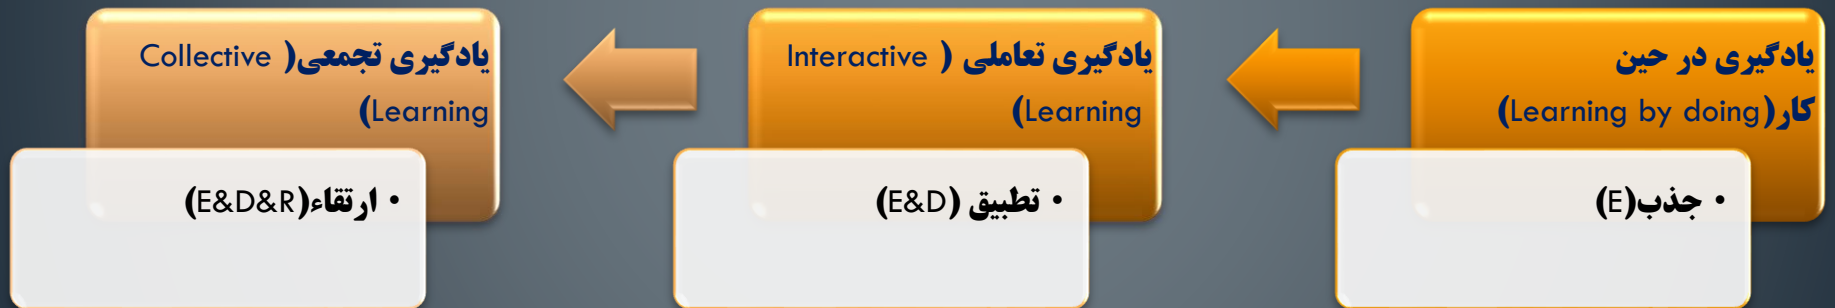 یادگیری در حین
کار(Learning by doing)
• جذب(E)
یادگیری تعاملی ( Interactive
Learning)
• تطبیق (E&D)
یادگیری تجمعی( Collective
Learning)
• ارتقاء(E&D&R)